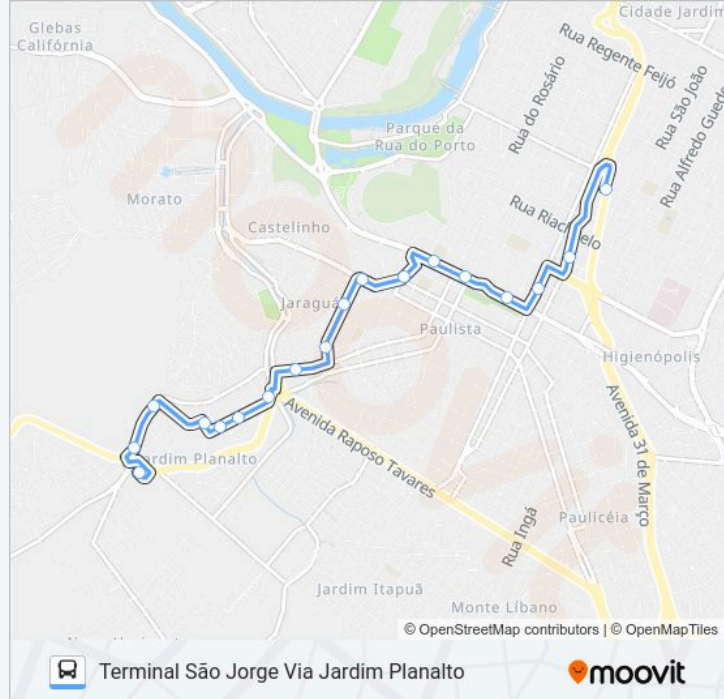 Glebas
Califórnia
Cidade Jardim
Rua Regente Feijó
Rua São João
Rua do Rosário
Rua Alfredo Guede
Parque da
Rua do Porto
Morato
Rua Riachuelo
Castelinho
Jaraguá
Paulista
Higienópolis
Avenida 31 de Março
Avenida Raposo Tavares
Jardim Planalto
Rua Ingá
Paulicéia
Jardim Itapuã
Monte Líbano
© OpenStreetMap contributors | © OpenMapTiles
Terminal São Jorge Via Jardim Planalto
moovit